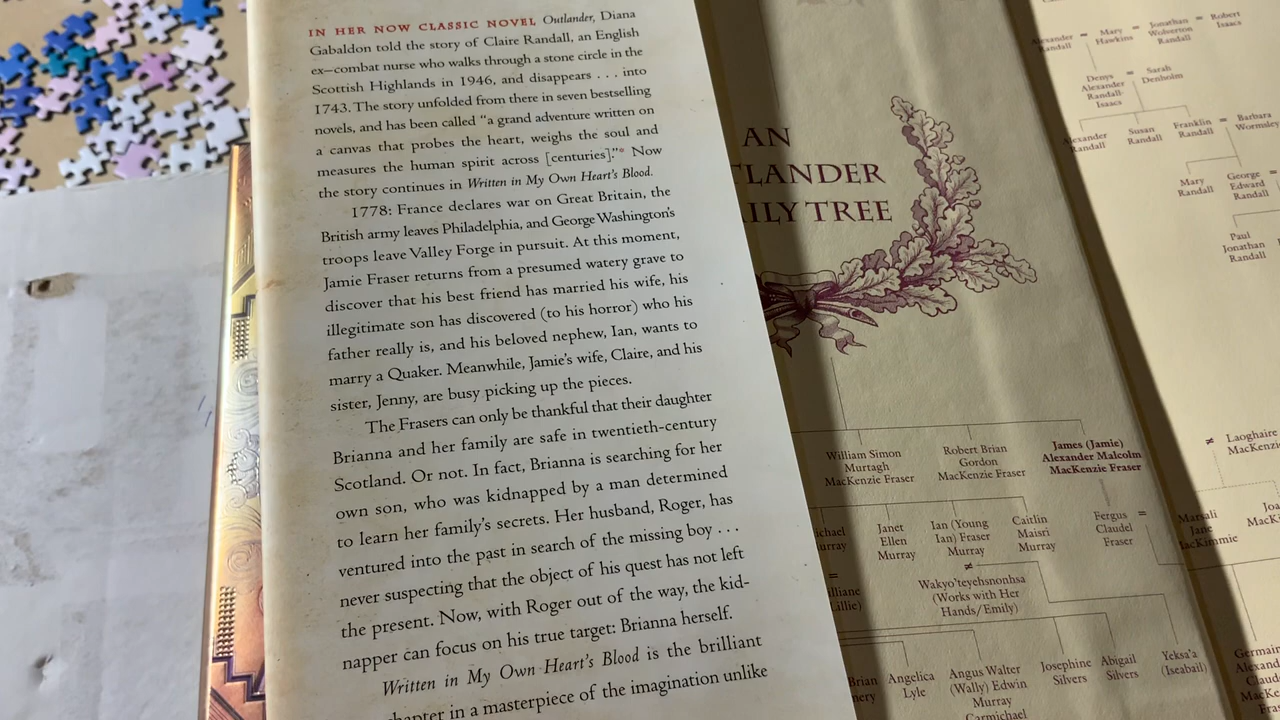 IN HER NOW CLASSIC NOVEL Outlander, Diana
Gabaldon told the story of Claire Randall, an English
ex–combat nurse who walks through a stone circle in the
Scottish Highlands in 1946, and disappears . . . into
1743. The story unfolded from there in seven bestselling
novels, and has been called “a grand adventure written on
a canvas that probes the heart, weighs the soul and
measures the human spirit across [centuries].”* Now
the story continues in Written in My Own Heart’s Blood.
1778: France declares war on Great Britain, the
British army leaves Philadelphia, and George Washington’s
troops leave Valley Forge in pursuit. At this moment,
Jamie Fraser returns from a presumed watery grave to
discover that his best friend has married his wife, his
illegitimate son has discovered (to his horror) who his
father really is, and his beloved nephew, Ian, wants to
marry a Quaker. Meanwhile, Jamie’s wife, Claire, and his
sister, Jenny, are busy picking up the pieces.
The Frasers can only be thankful that their daughter
Brianna and her family are safe in twentieth-century
Scotland. Or not. In fact, Brianna is searching for her
own son, who was kidnapped by a man determined
to learn her family’s secrets. Her husband, Roger, has
ventured into the past in search of the missing boy . . .
never suspecting that the object of his quest has not left
the present. Now, with Roger out of the way, the kid-
napper can focus on his true target: Brianna herself.
Written in My Own Heart’s Blood is the brilliant
chapter in a masterpiece of the imagination unlike
AN
TLANDER
ILY TREE
William Simon
Murtagh
MacKenzie Fraser
Robert Brian
Gordon
MacKenzie Fraser
James (Jamie)
Alexander Malcolm
MacKenzie Fraser
ichael
urray
Janet
Ellen
Murray
Ian (Young
Ian) Fraser
Murray
Caitlin
Maisri
Murray
Fergus
Claudel
Fraser
=
Marsali
Jane
MacKimmie
=
lliane
Lillie)
≠
Wakyo’teyehsnonhsa
(Works with Her
Hands/Emily)
Brian
nery
Angelica
Lyle
Angus Walter
(Wally) Edwin
Murray
Carmichael
Josephine
Silvers
Abigail
Silvers
Yeksa’a
(Iseabail)
Alexander
Randall
=
Mary
Hawkins
=
Jonathan
Wolverton
Randall
=
Robert
Isaacs
Denys
Alexander
Randall-
Isaacs
=
Sarah
Denholm
Alexander
Randall
Susan
Randall
Franklin
Randall
=
Barbara
Wormsley
Mary
Randall
George
Edward
Randall
=
Paul
Jonathan
Randall
≠
Laoghaire
MacKenzie
Joa
MacK
Germain
Alexand
Claud
MacKe
Fras